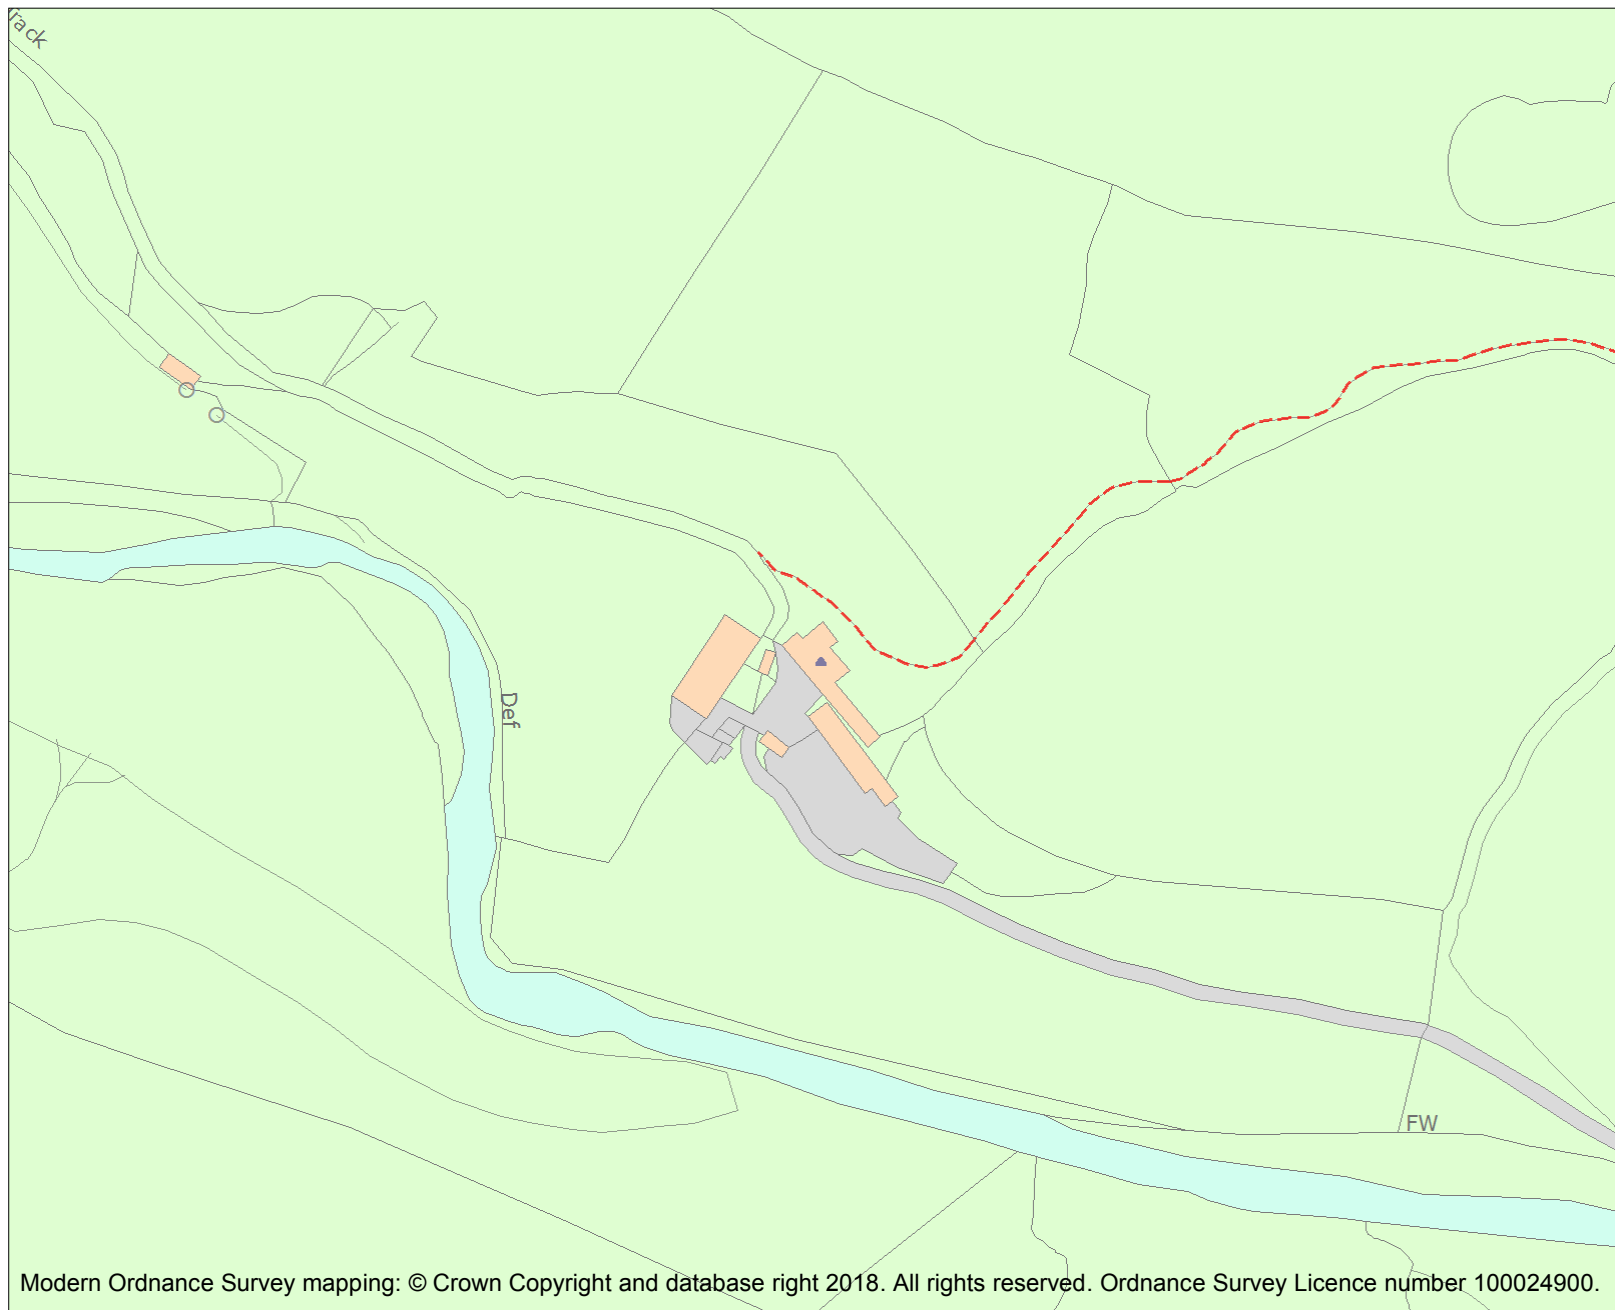 rack
Def
FW
Modern Ordnance Survey mapping: © Crown Copyright and database right 2018. All rights reserved. Ordnance Survey Licence number 100024900.